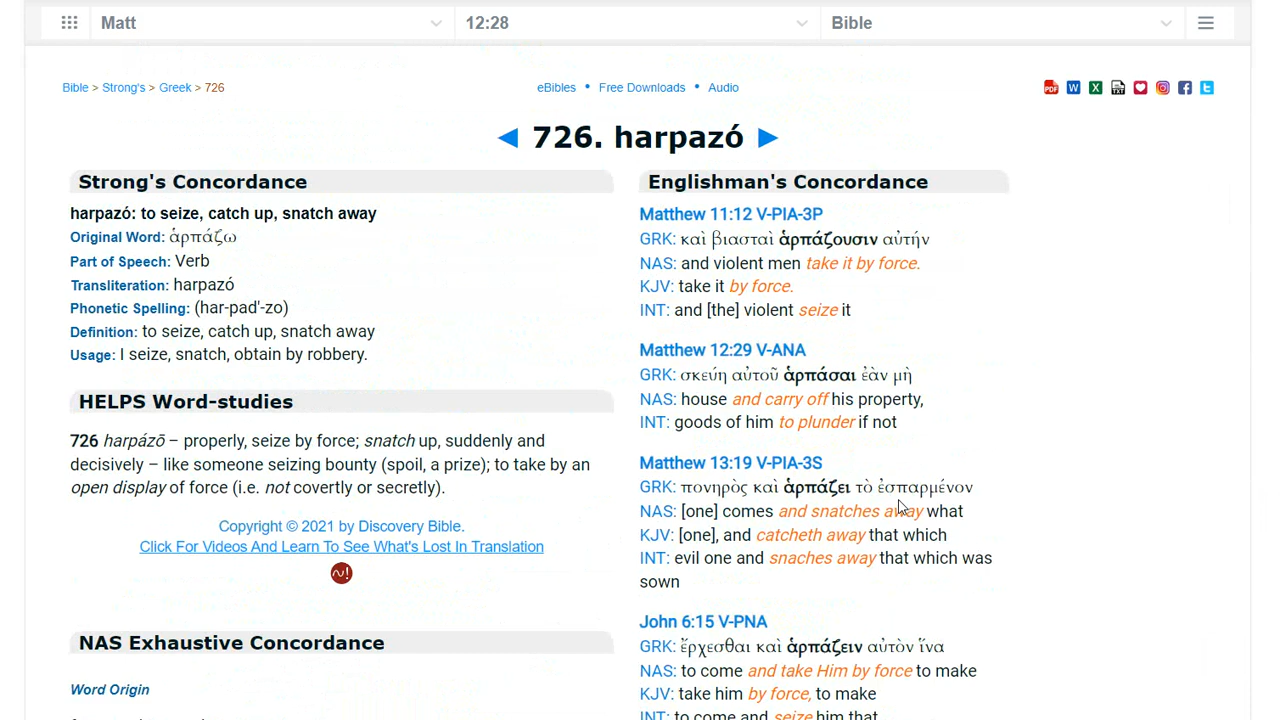 Matt 12:28 Bible
Bible > Strong's > Greek > 726 eBibles • Free Downloads • Audio
◄ 726. harpazó ►
Strong's Concordance
harpazó: to seize, catch up, snatch away
Original Word: ἁρπάζω
Part of Speech: Verb
Transliteration: harpazó
Phonetic Spelling: (har-pad'-zo)
Definition: to seize, catch up, snatch away
Usage: I seize, snatch, obtain by robbery.
HELPS Word-studies
726 harpázō – properly, seize by force; snatch up, suddenly and
decisively – like someone seizing bounty (spoil, a prize); to take by an
open display of force (i.e. not covertly or secretly).
Copyright © 2021 by Discovery Bible.
Click For Videos And Learn To See What's Lost In Translation
NAS Exhaustive Concordance
Word Origin
Englishman's Concordance
Matthew 11:12 V-PIA-3P
GRK: καὶ βιασταὶ ἁρπάζουσιν αὐτήν
NAS: and violent men take it by force.
KJV: take it by force.
INT: and [the] violent seize it
Matthew 12:29 V-ANA
GRK: σκεύη αὐτοῦ ἁρπάσαι ἐὰν μὴ
NAS: house and carry off his property,
INT: goods of him to plunder if not
Matthew 13:19 V-PIA-3S
GRK: πονηρὸς καὶ ἁρπάζει τὸ ἐσπαρμένον
NAS: [one] comes and snatches away what
KJV: [one], and catcheth away that which
INT: evil one and snaches away that which was
sown
John 6:15 V-PNA
GRK: ἔρχεσθαι καὶ ἁρπάζειν αὐτὸν ἵνα
NAS: to come and take Him by force to make
KJV: take him by force, to make
INT: to come and seize him that